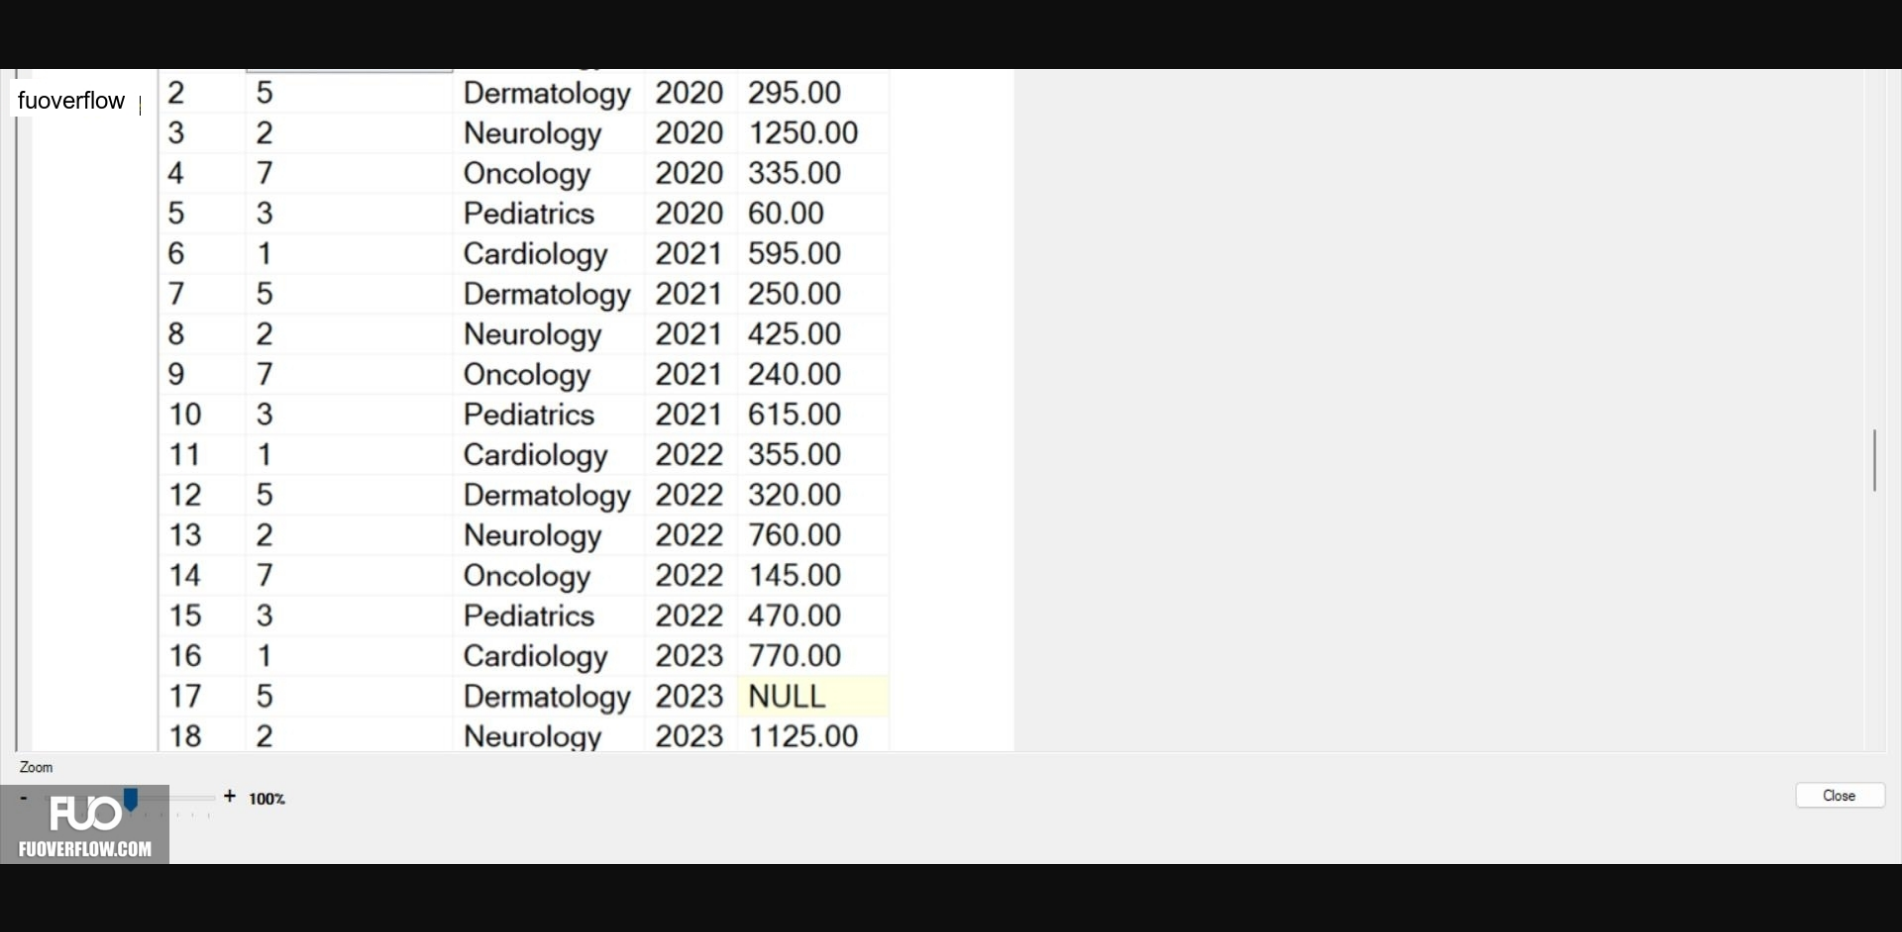 fuoverflow
2 5 Dermatology 2020 295.00
3 2 Neurology 2020 1250.00
4 7 Oncology 2020 335.00
5 3 Pediatrics 2020 60.00
6 1 Cardiology 2021 595.00
7 5 Dermatology 2021 250.00
8 2 Neurology 2021 425.00
9 7 Oncology 2021 240.00
10 3 Pediatrics 2021 615.00
11 1 Cardiology 2022 355.00
12 5 Dermatology 2022 320.00
13 2 Neurology 2022 760.00
14 7 Oncology 2022 145.00
15 3 Pediatrics 2022 470.00
16 1 Cardiology 2023 770.00
17 5 Dermatology 2023 NULL
18 2 Neurology 2023 1125.00
Zoom
- + 100%
Close
FUO
FUOVERFLOW.COM